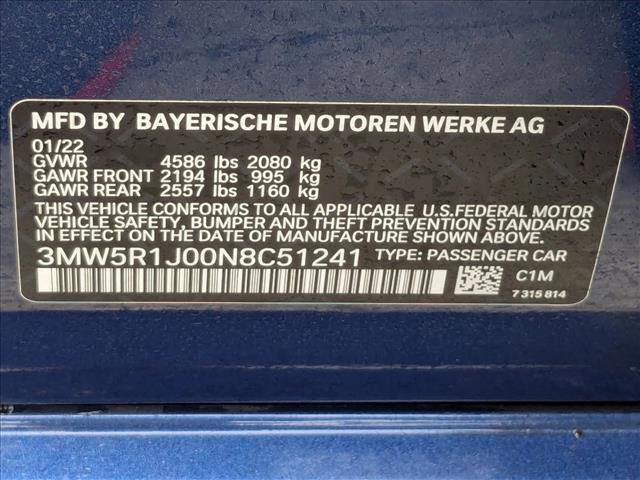 MFD BY BAYERISCHE MOTOREN WERKE AG
01/22
GVWR 4586 lbs 2080 kg
GAWR FRONT 2194 lbs 995 kg
GAWR REAR 2557 lbs 1160 kg
THIS VEHICLE CONFORMS TO ALL APPLICABLE U.S.FEDERAL MOTOR
VEHICLE SAFETY, BUMPER AND THEFT PREVENTION STANDARDS
IN EFFECT ON THE DATE OF MANUFACTURE SHOWN ABOVE.
3MW5R1J00N8C51241 TYPE: PASSENGER CAR
C1M
7 315 814